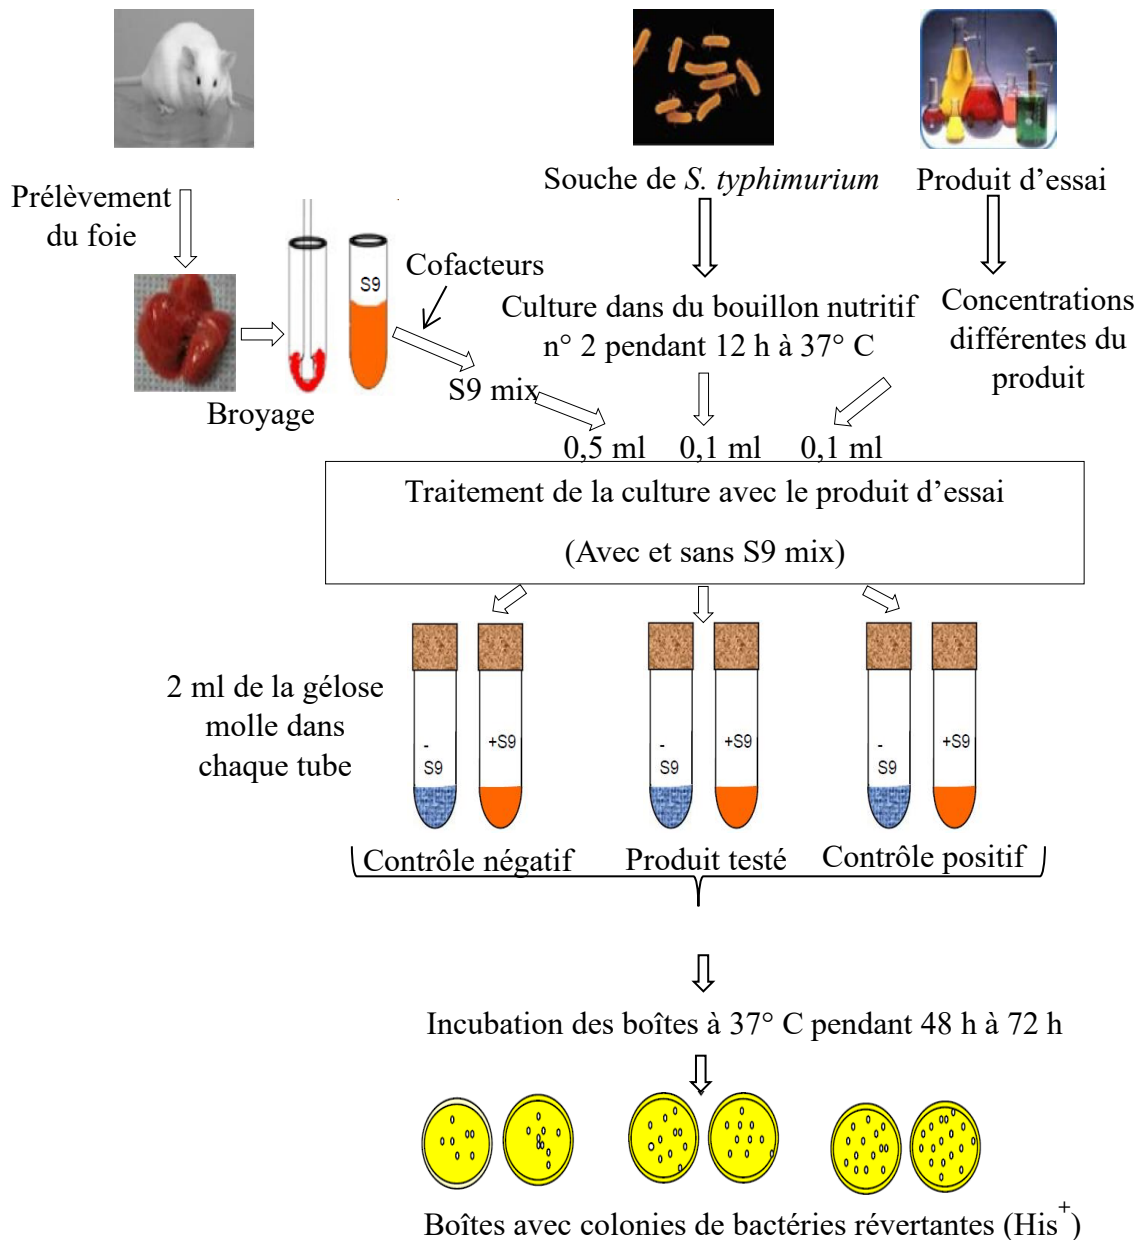 Prélèvement
du foie
S9
Cofacteurs
Broyage
S9 mix
Souche de S. typhimurium
Culture dans du bouillon nutritif
n° 2 pendant 12 h à 37° C
Produit d'essai
Concentrations
différentes du
produit
0,5 ml
0,1 ml
0,1 ml
Traitement de la culture avec le produit d'essai
(Avec et sans S9 mix)
2 ml de la gélose
molle dans
chaque tube
-
S9
+S9
-
S9
+S9
-
S9
+S9
Contrôle négatif
Produit testé
Contrôle positif
Incubation des boîtes à 37° C pendant 48 h à 72 h
Boîtes avec colonies de bactéries révertantes (His+)